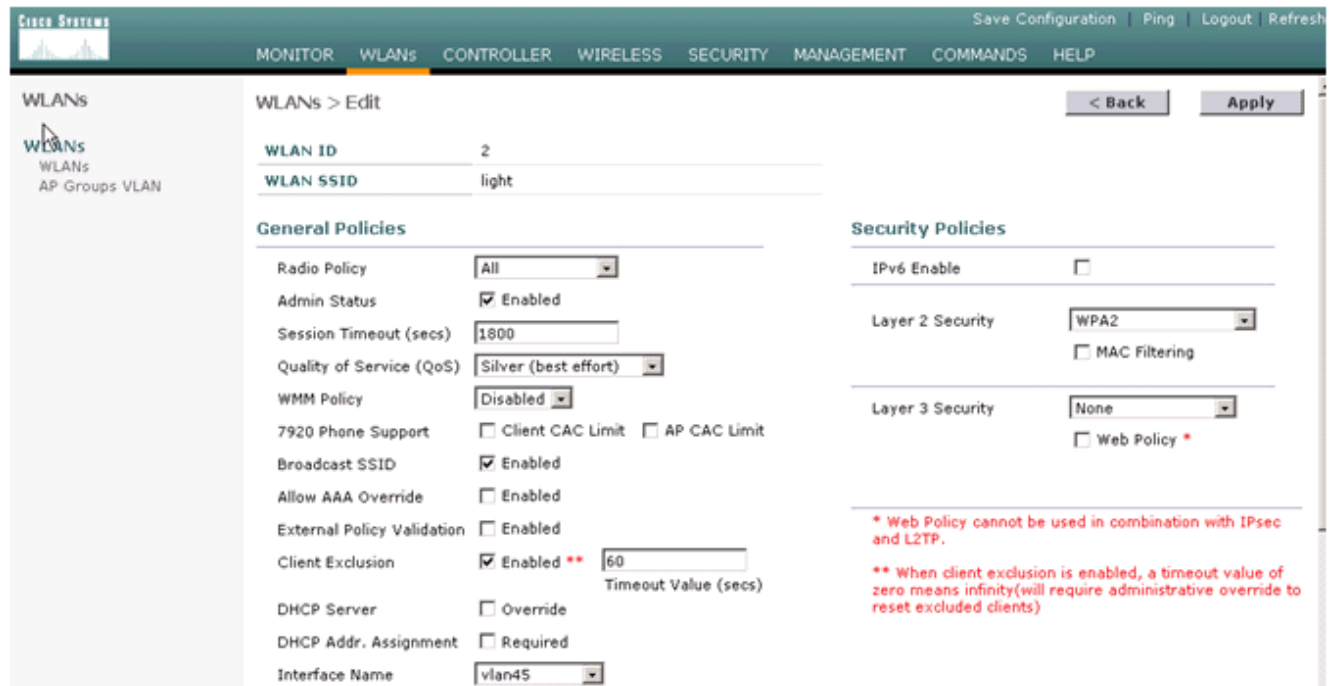 Save Configuration | Ping | Logout | Refresh
CISCO SYSTEMS
MONITOR WLANs CONTROLLER WIRELESS SECURITY MANAGEMENT COMMANDS HELP
WLANs
WLANs
WLANs
AP Groups VLAN
WLANs > Edit
< Back
Apply
WLAN ID 2
WLAN SSID light
General Policies
Radio Policy All
Admin Status Enabled
Session Timeout (secs) 1800
Quality of Service (QoS) Silver (best effort)
WMM Policy Disabled
7920 Phone Support Client CAC Limit AP CAC Limit
Broadcast SSID Enabled
Allow AAA Override Enabled
External Policy Validation Enabled
Client Exclusion Enabled ** 60
Timeout Value (secs)
DHCP Server Override
DHCP Addr. Assignment Required
Interface Name vlan45
Security Policies
IPv6 Enable
Layer 2 Security WPA2
MAC Filtering
Layer 3 Security None
Web Policy *
* Web Policy cannot be used in combination with IPsec
and L2TP.
** When client exclusion is enabled, a timeout value of
zero means infinity(will require administrative override to
reset excluded clients)